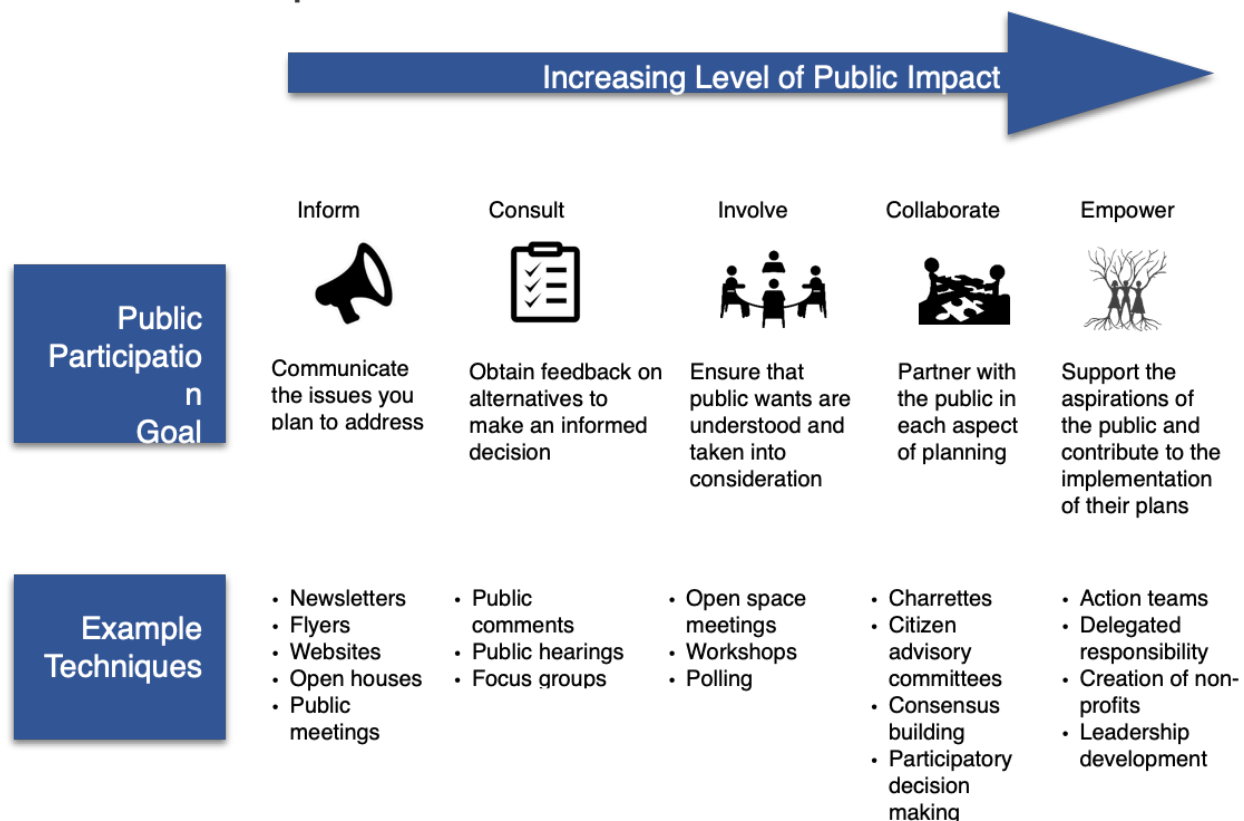 Increasing Level of Public Impact
Inform
Consult
Involve
Collaborate
Empower
Public
Participatio
n
Goal
Communicate
the issues you
plan to address
Obtain feedback on
alternatives to
make an informed
decision
Ensure that
public wants are
understood and
taken into
consideration
Partner with
the public in
each aspect
of planning
Support the
aspirations of
the public and
contribute to the
implementation
of their plans
Example
Techniques
• Newsletters
• Flyers
• Websites
• Open houses
• Public
meetings
• Public
comments
• Public hearings
• Focus groups
• Open space
meetings
• Workshops
• Polling
• Charrettes
• Citizen
advisory
committees
• Consensus
building
• Participatory
decision
making
• Action teams
• Delegated
responsibility
• Creation of non-
profits
• Leadership
development